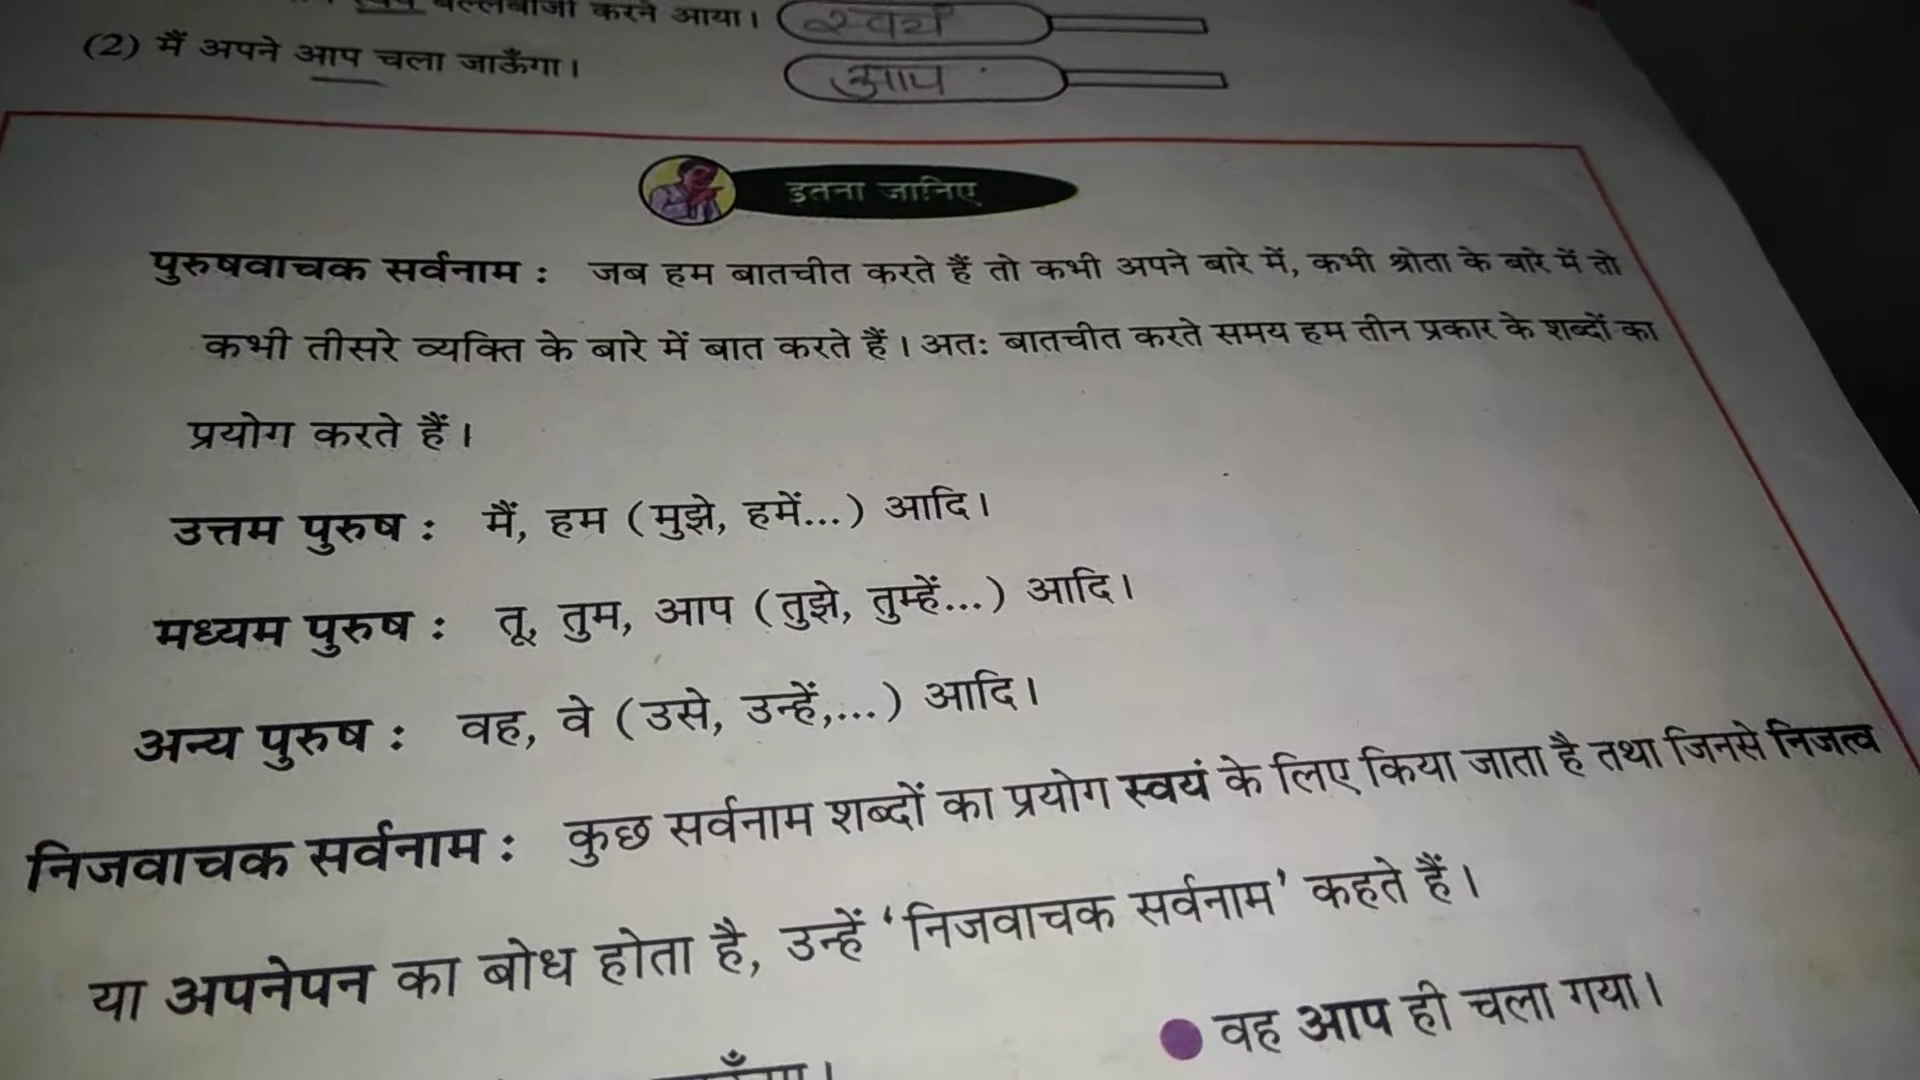 बल्लेबाजी करने आया। स्वयं
(2) मैं अपने आप चला जाऊँगा। आप
इतना जानिए
पुरुषवाचक सर्वनाम : जब हम बातचीत करते हैं तो कभी अपने बारे में, कभी श्रोता के बारे में तो
कभी तीसरे व्यक्ति के बारे में बात करते हैं। अतः बातचीत करते समय हम तीन प्रकार के शब्दों का
प्रयोग करते हैं।
उत्तम पुरुष : मैं, हम (मुझे, हमें...) आदि।
मध्यम पुरुष : तू, तुम, आप (तुझे, तुम्हें...) आदि।
अन्य पुरुष : वह, वे (उसे, उन्हें,...) आदि।
निजवाचक सर्वनाम : कुछ सर्वनाम शब्दों का प्रयोग स्वयं के लिए किया जाता है तथा जिनसे निजत्व
या अपनेपन का बोध होता है, उन्हें ‘निजवाचक सर्वनाम’ कहते हैं।
वह आप ही चला गया।